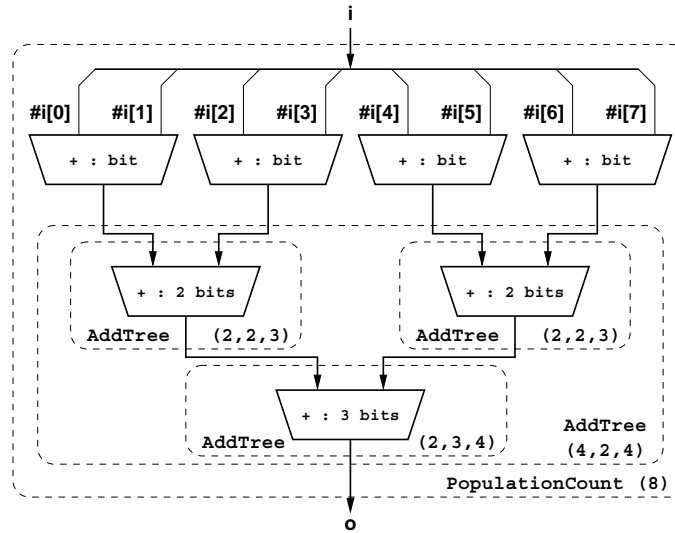 i
#i[0] #i[1] #i[2] #i[3] #i[4] #i[5] #i[6] #i[7]
+ : bit + : bit + : bit + : bit
+ : 2 bits + : 2 bits
AddTree (2,2,3) AddTree (2,2,3)
+ : 3 bits
AddTree (2,3,4)
AddTree
(4,2,4)
PopulationCount (8)
o